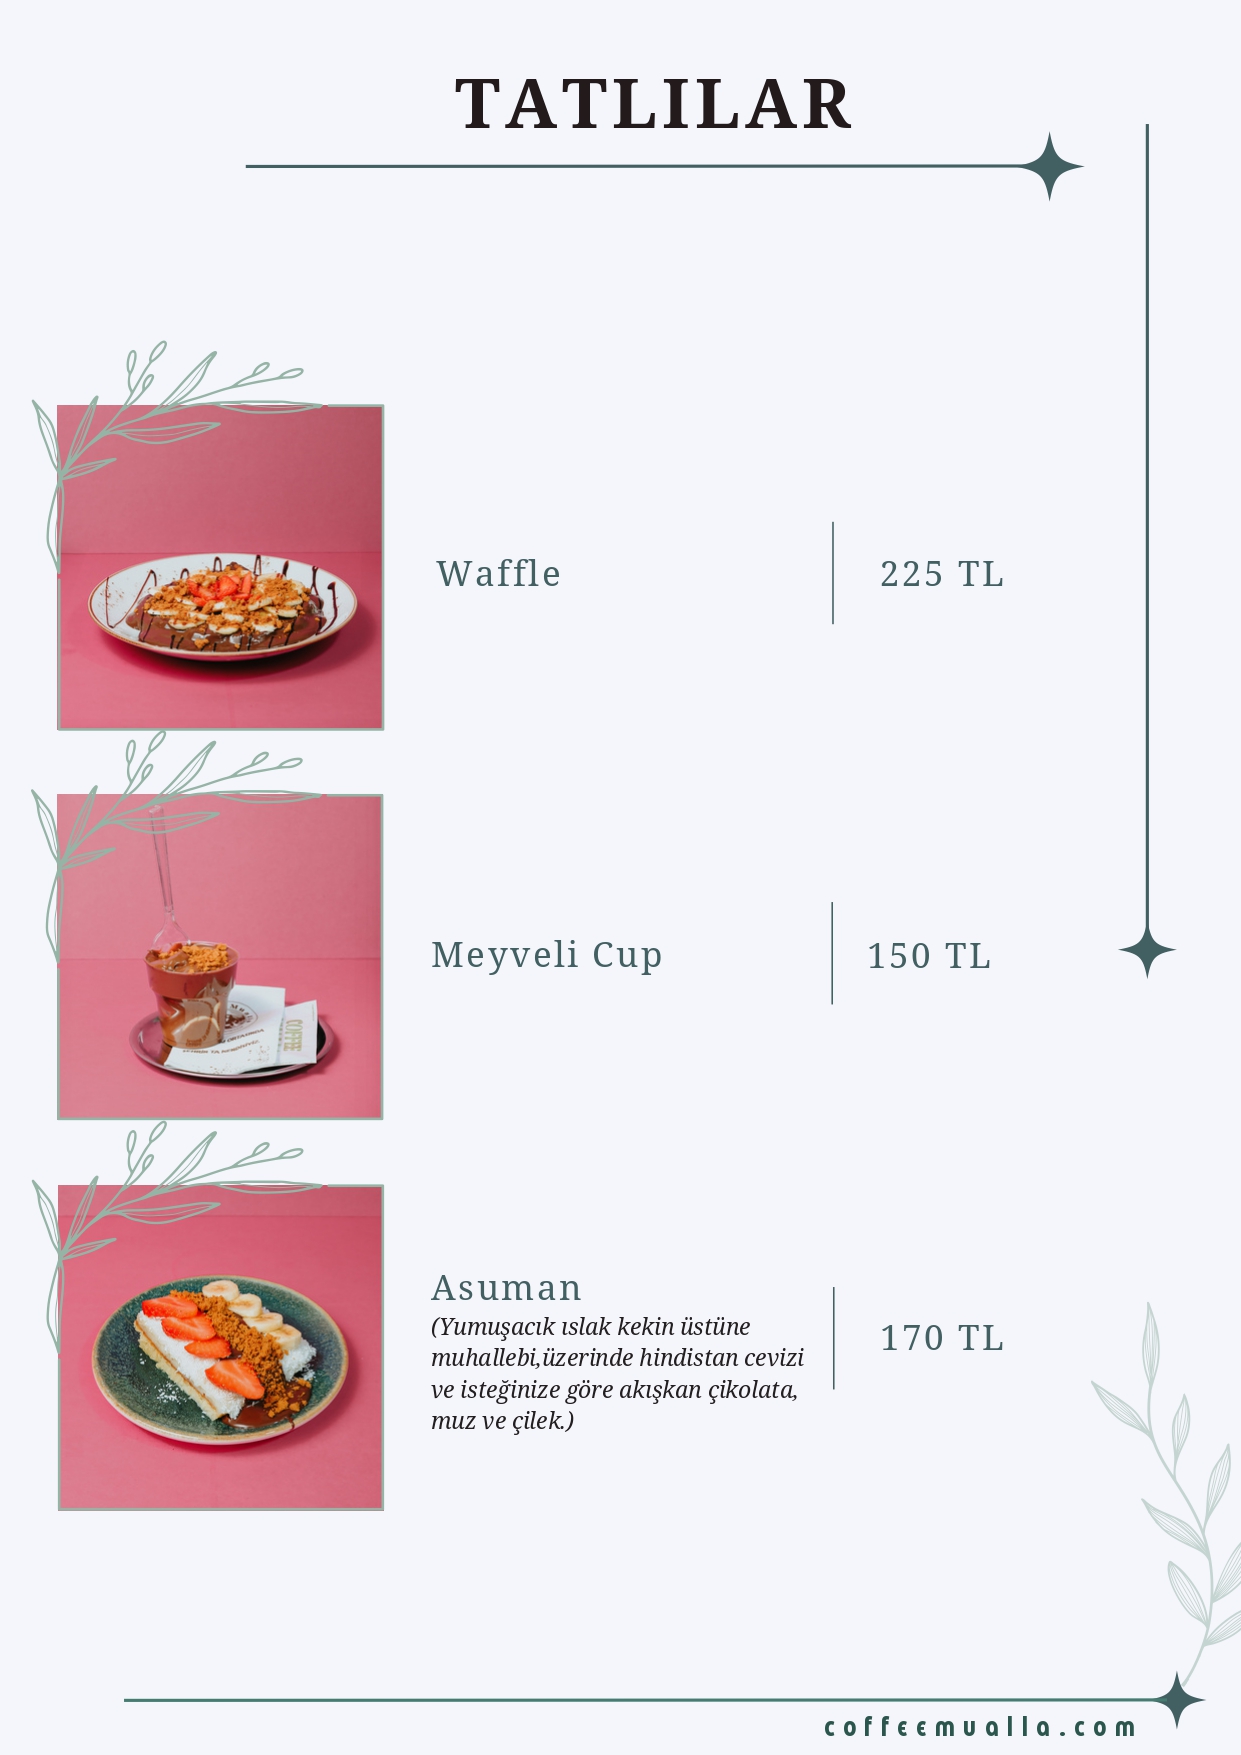 TATLILAR
Waffle
225 TL
Meyveli Cup
150 TL
COFFEE
Asuman
(Yumuşacık ıslak kekin üstüne
muhallebi,üzerinde hindistan cevizi
ve isteğinize göre akışkan çikolata,
muz ve çilek.)
170 TL
coffeemualla.com